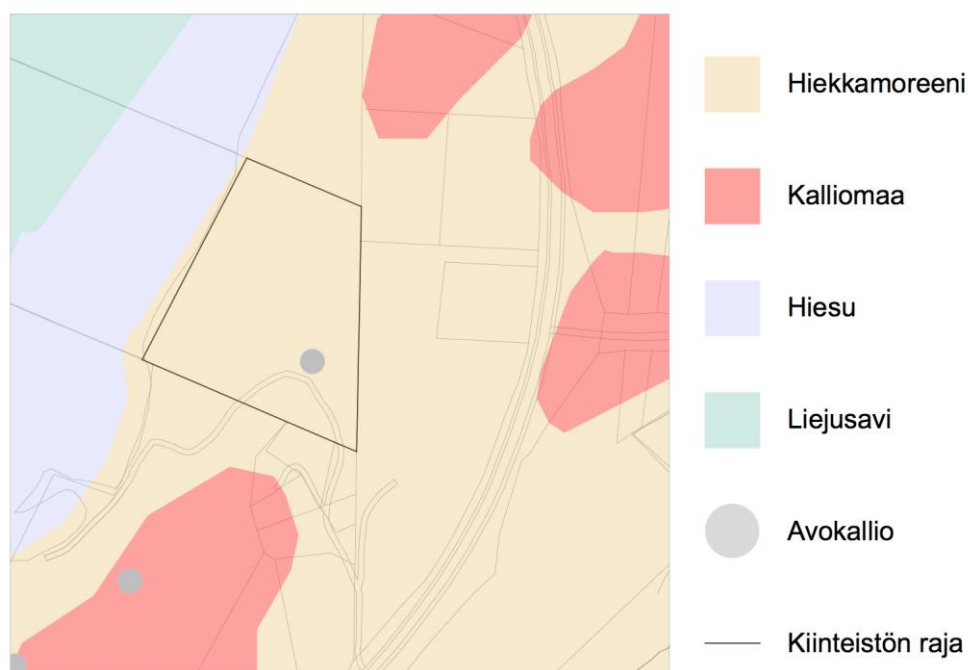 Hiekkamoreeni
Kalliomaa
Hiesu
Liejusavi
Avokallio
Kiinteistön raja